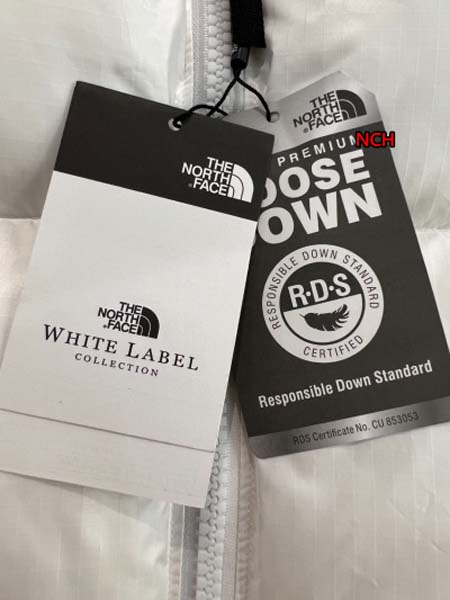 THE
NORTH
FACE
THE
NORTH
FACE
WHITE LABEL
COLLECTION
THE
NORTH
FACE
PREMIUM
NCH
OOSE
OWN
RESPONSIBLE DOWN STANDARD
R·D·S
CERTIFIED
Responsible Down Standard
RDS Certificate No. CU 853053